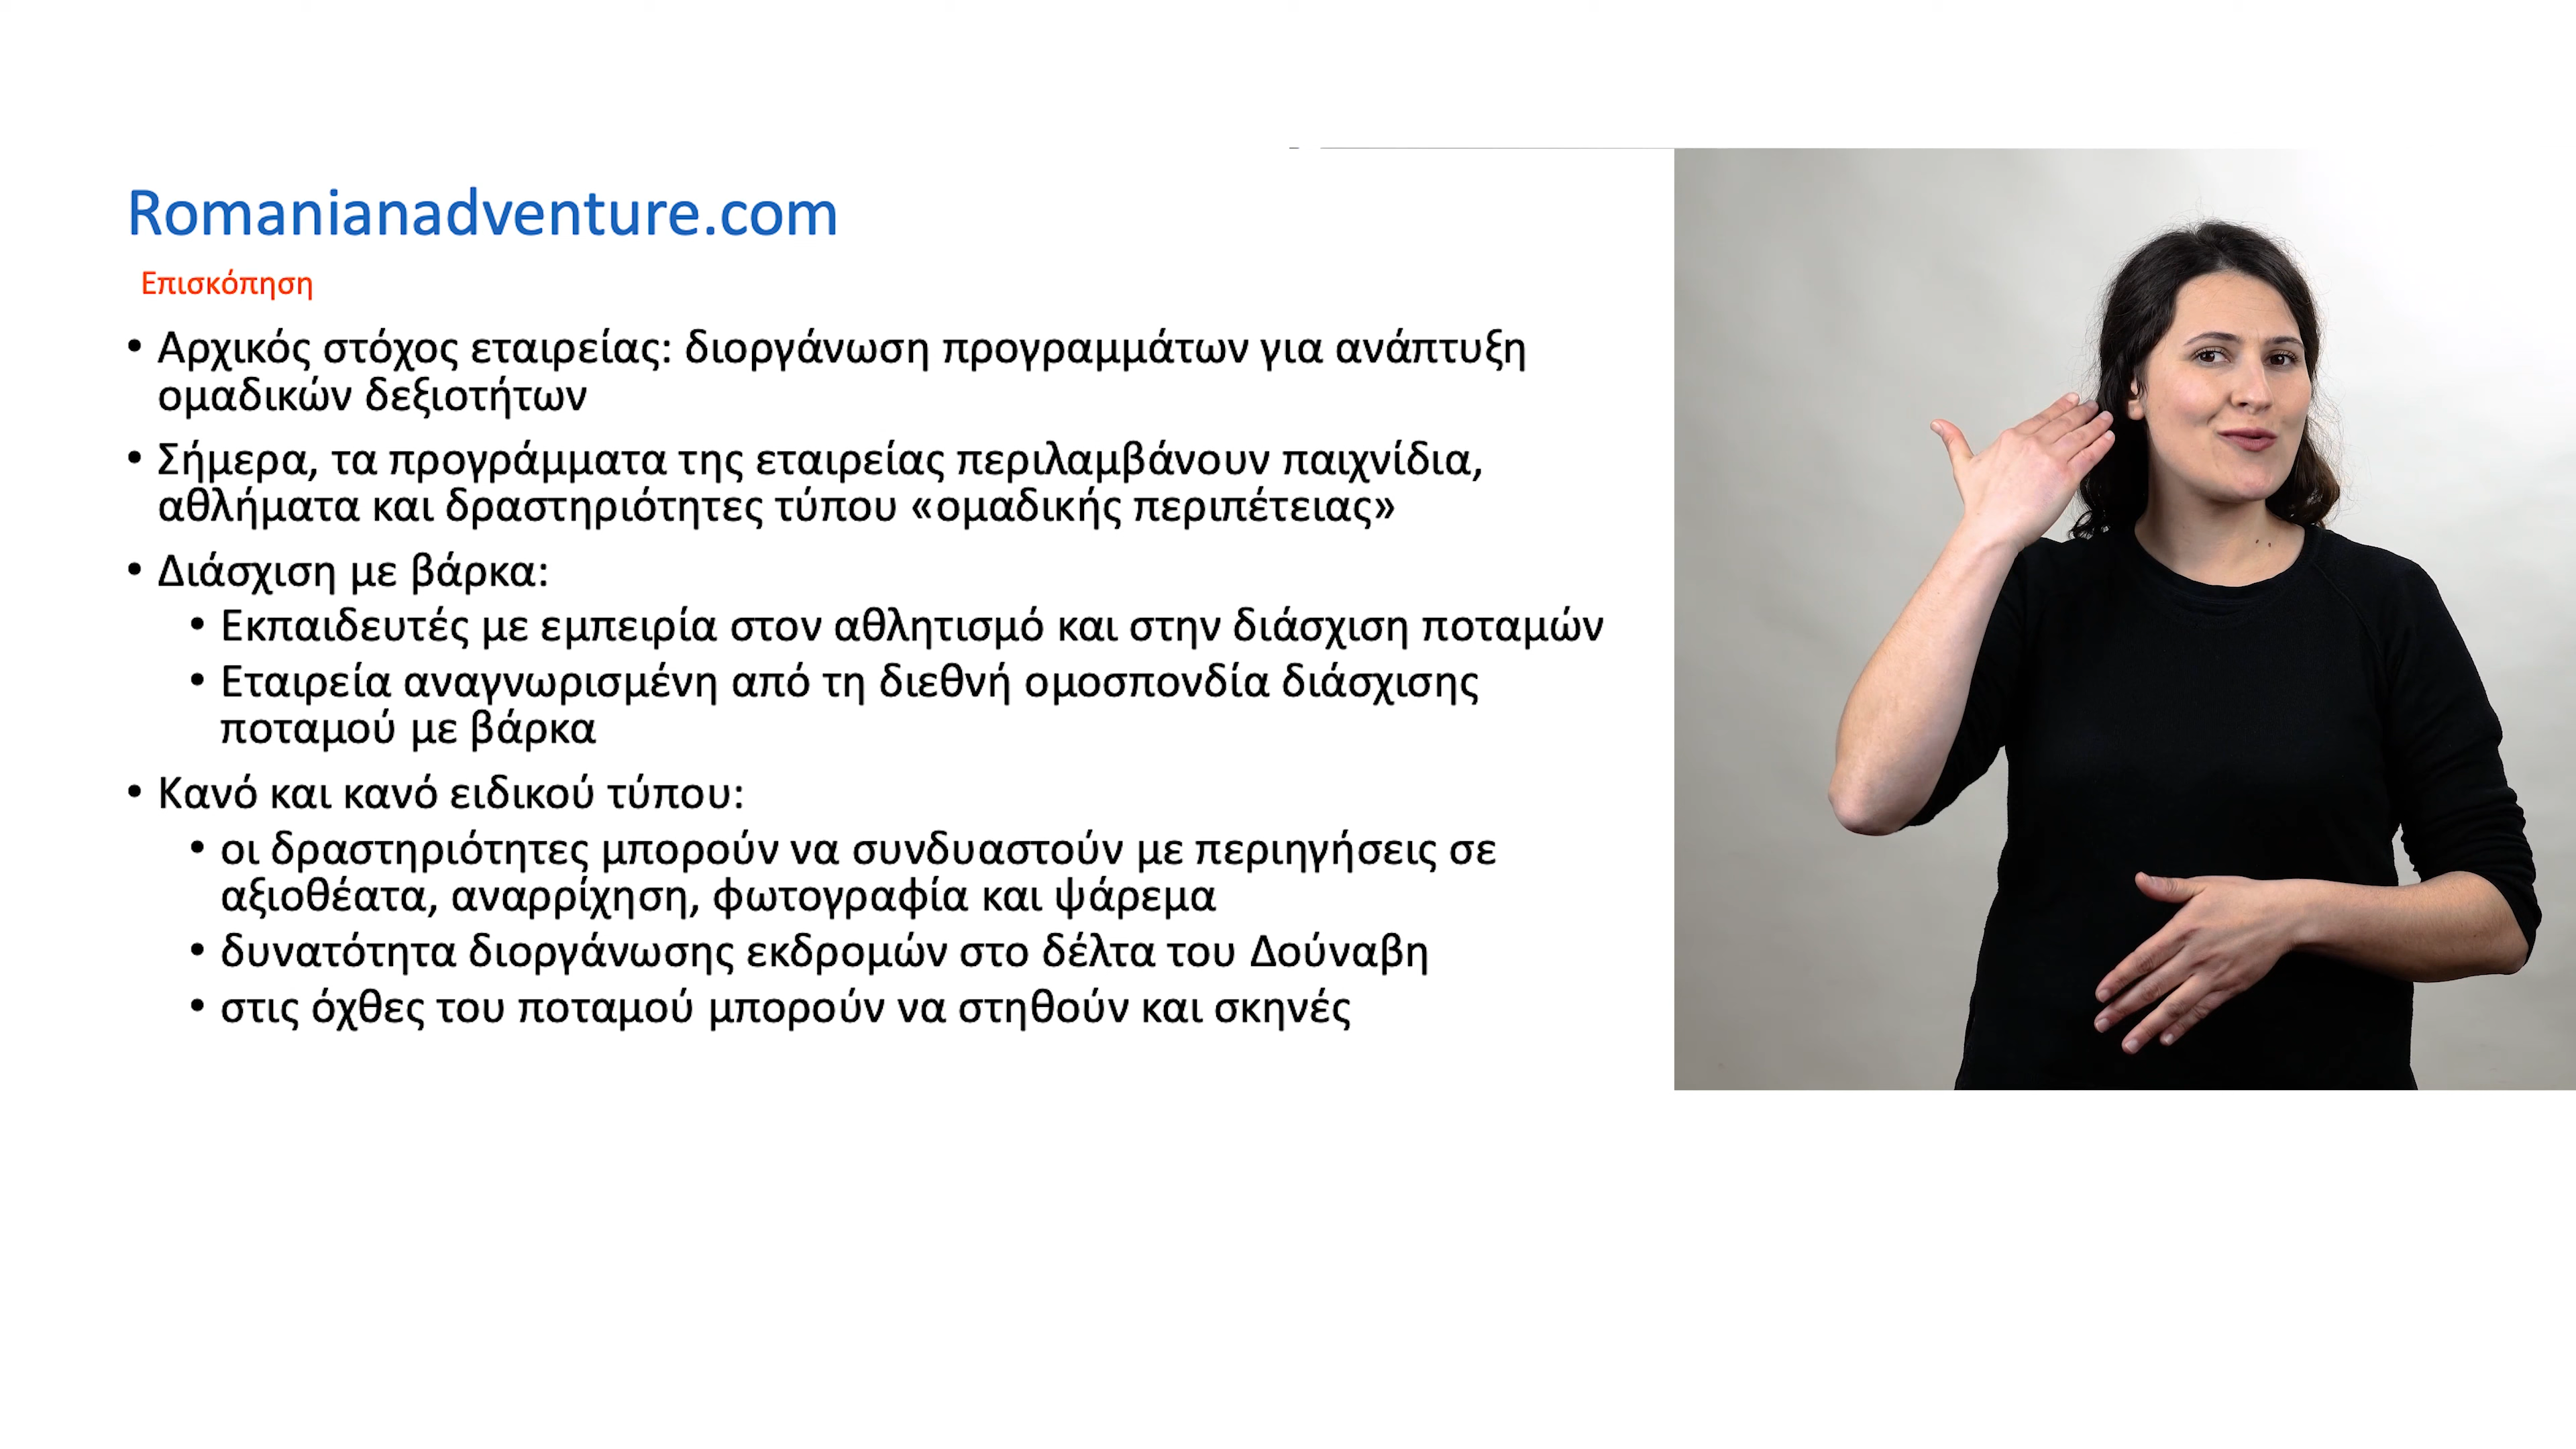 Romanianadventure.com
Επισκόπηση
• Αρχικός στόχος εταιρείας: διοργάνωση προγραμμάτων για ανάπτυξη
ομαδικών δεξιοτήτων
• Σήμερα, τα προγράμματα της εταιρείας περιλαμβάνουν παιχνίδια,
αθλήματα και δραστηριότητες τύπου «ομαδικής περιπέτειας»
• Διάσχιση με βάρκα:
• Εκπαιδευτές με εμπειρία στον αθλητισμό και στην διάσχιση ποταμών
• Εταιρεία αναγνωρισμένη από τη διεθνή ομοσπονδία διάσχισης
ποταμού με βάρκα
• Κανό και κανό ειδικού τύπου:
• οι δραστηριότητες μπορούν να συνδυαστούν με περιηγήσεις σε
αξιοθέατα, αναρρίχηση, φωτογραφία και ψάρεμα
• δυνατότητα διοργάνωσης εκδρομών στο δέλτα του Δούναβη
• στις όχθες του ποταμού μπορούν να στηθούν και σκηνές